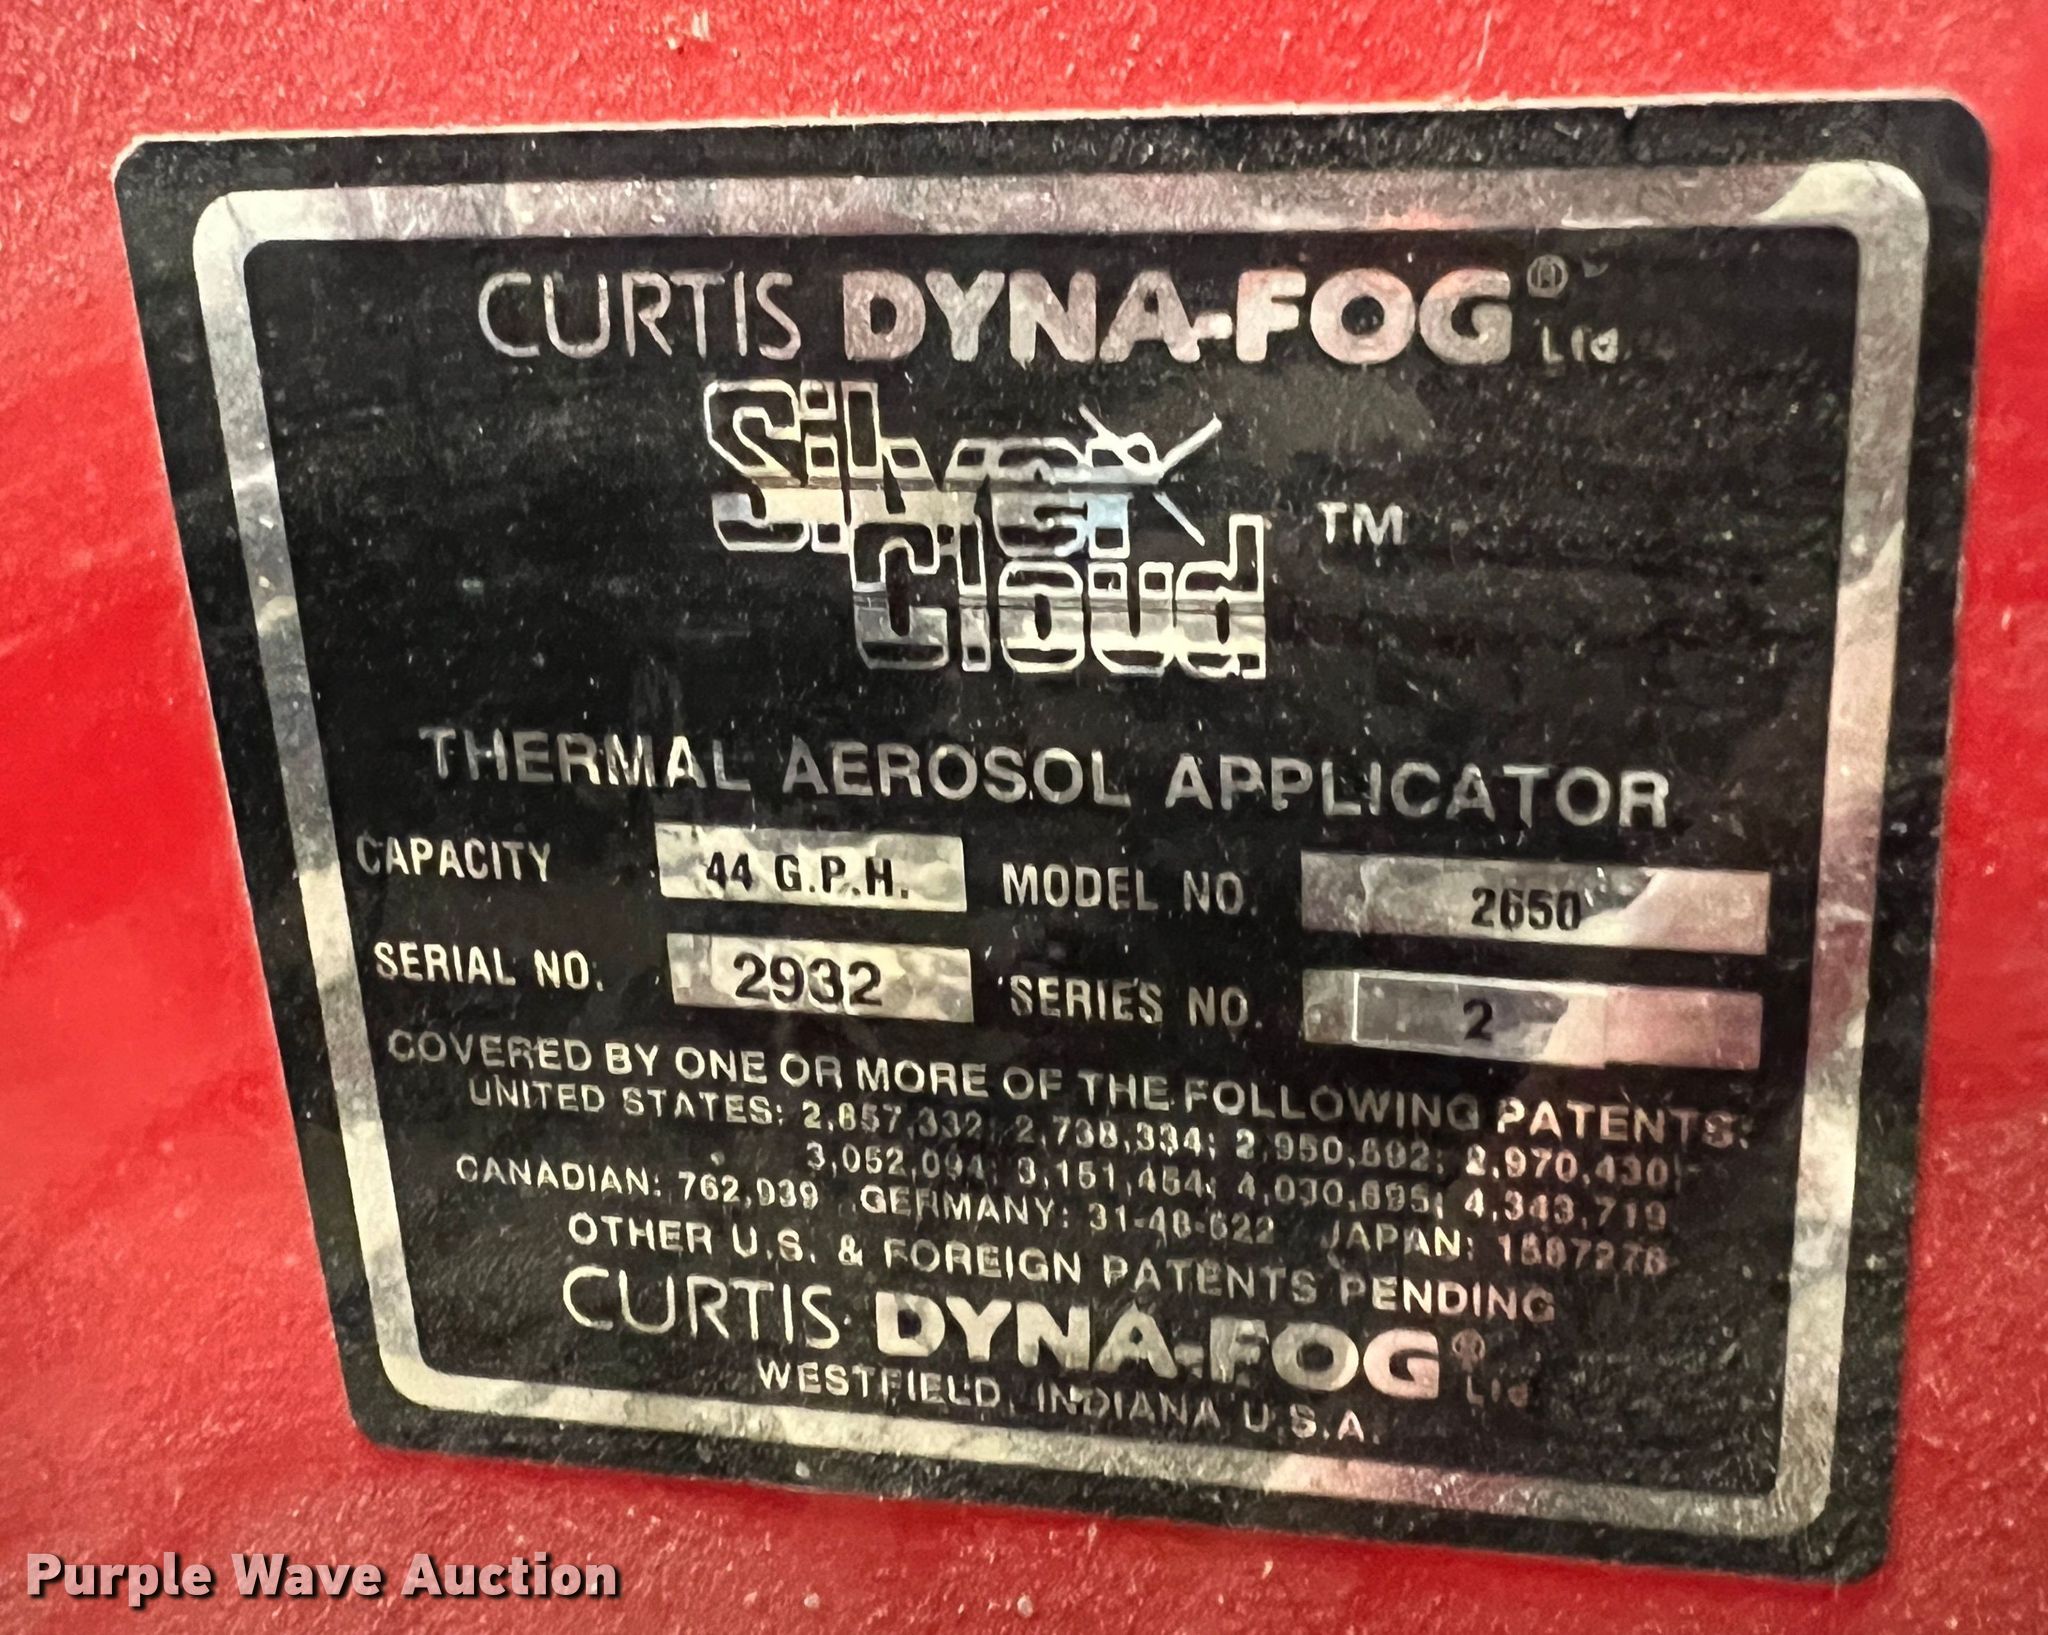 CURTIS DYNA-FOG® Ltd.
Silver
Cloud ™
THERMAL AEROSOL APPLICATOR
CAPACITY 44 G.P.H. MODEL NO. 2650
SERIAL NO. 2932 SERIES NO. 2
COVERED BY ONE OR MORE OF THE FOLLOWING PATENTS:
UNITED STATES: 2,857,332; 2,738,334; 2,950,592; 2,970,430;
3,052,094; 3,151,454; 4,030,695; 4,343,719
CANADIAN: 762,939 GERMANY: 31-48-622 JAPAN:
OTHER U.S. & FOREIGN PATENTS PENDING
CURTIS DYNA-FOG® Ltd.
WESTFIELD, INDIANA U.S.A.
Purple Wave Auction